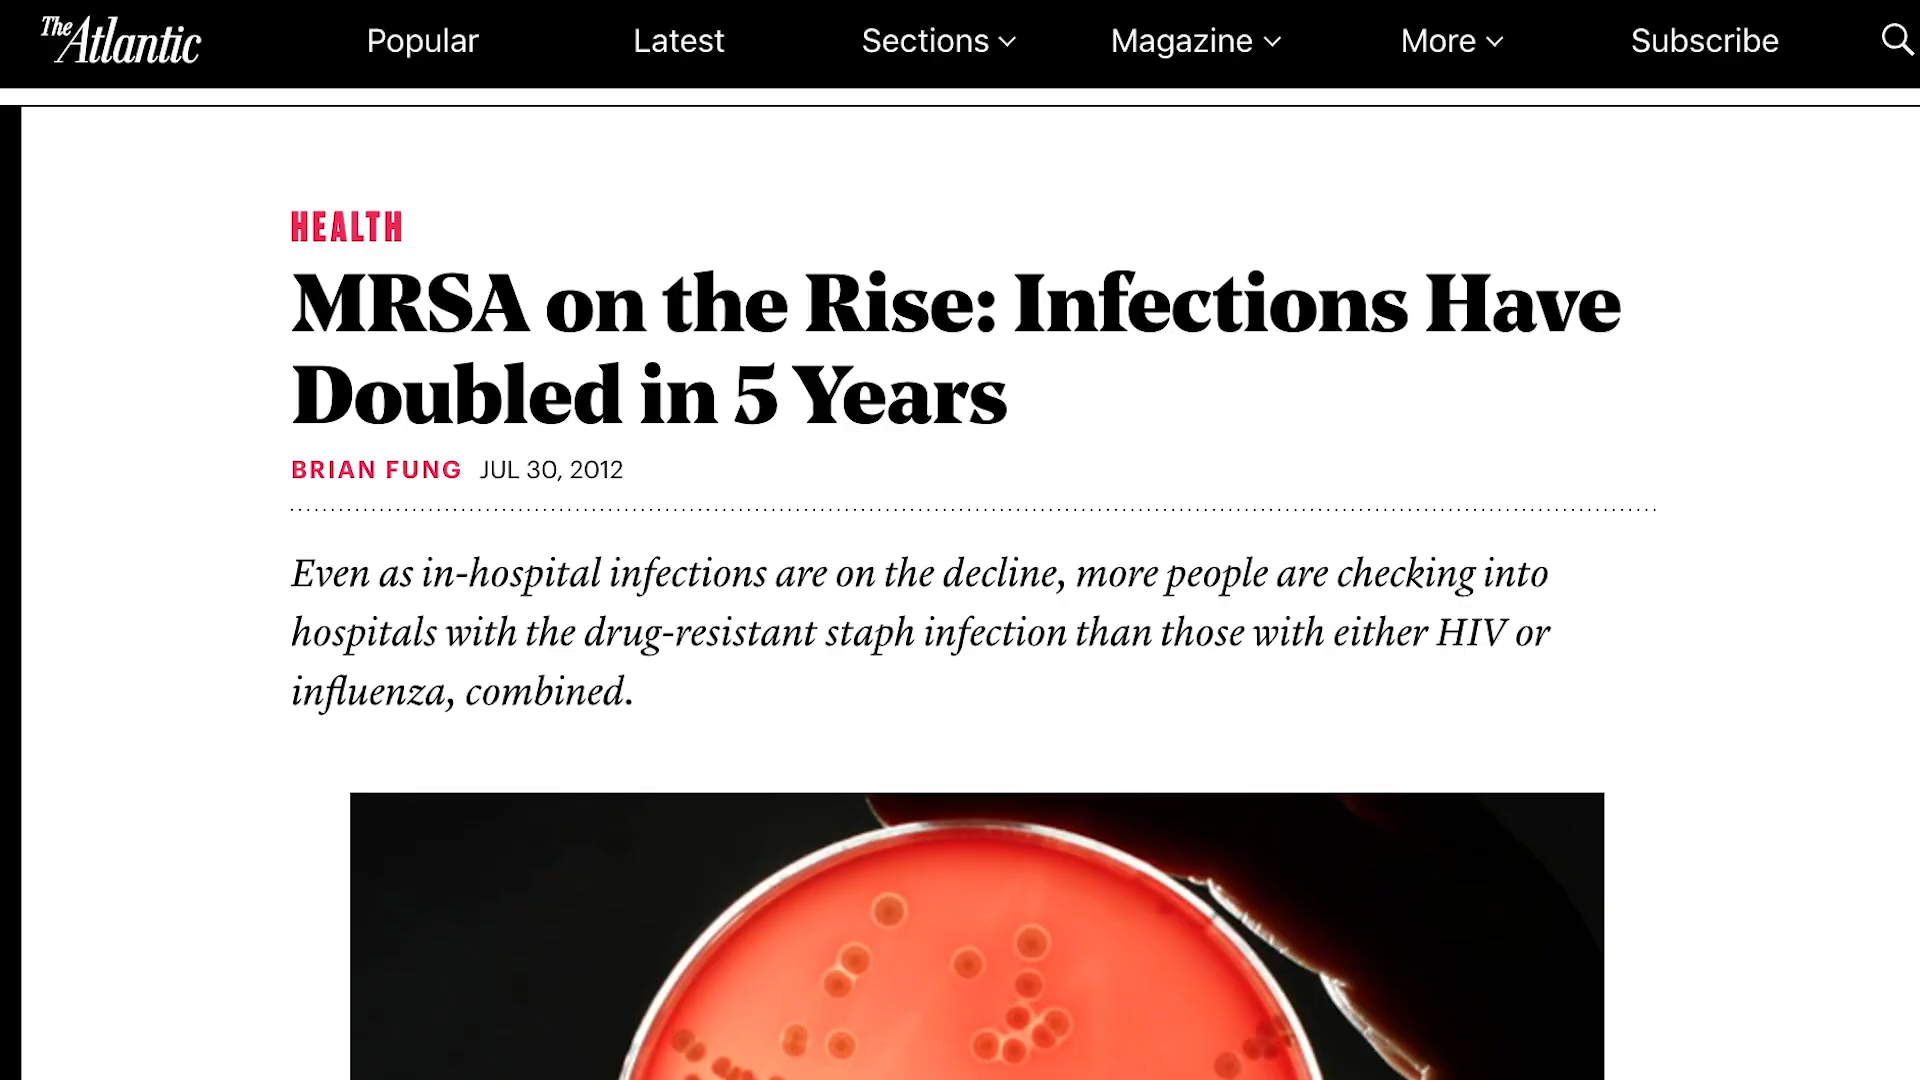 The Atlantic Popular Latest Sections Magazine More Subscribe
HEALTH
MRSA on the Rise: Infections Have
Doubled in 5 Years
BRIAN FUNG JUL 30, 2012
Even as in-hospital infections are on the decline, more people are checking into
hospitals with the drug-resistant staph infection than those with either HIV or
influenza, combined.